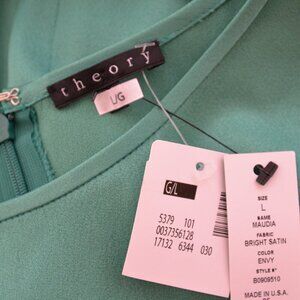 theory
L/G
G/L
5379 101
0037356128
17132 6344 030
SIZE
L
NAME
MAUDIA
FABRIC
BRIGHT SATIN
COLOR
ENVY
STYLE#
B0909510
MADE IN U.S.A.